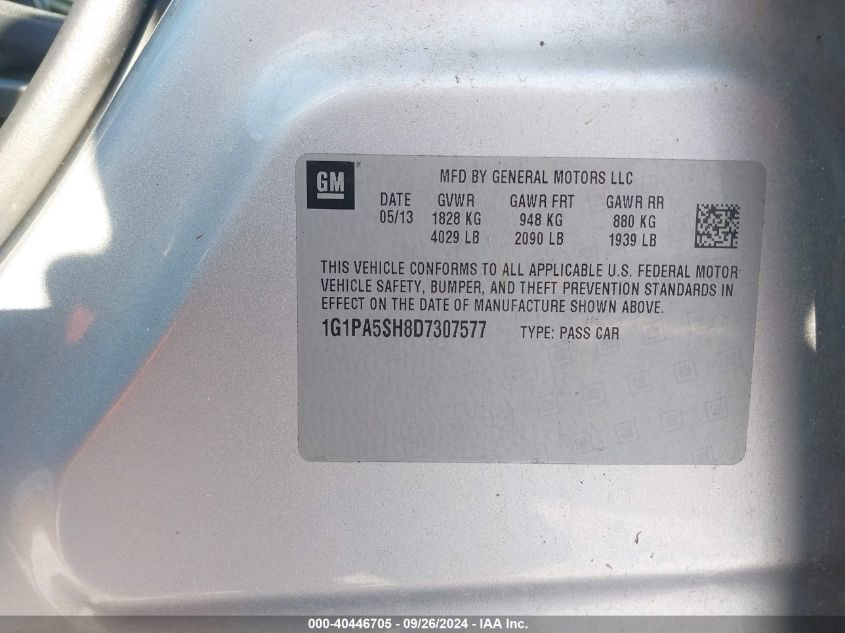 GM
MFD BY GENERAL MOTORS LLC
DATE GVWR GAWR FRT GAWR RR
05/13 1828 KG 948 KG 880 KG
4029 LB 2090 LB 1939 LB
THIS VEHICLE CONFORMS TO ALL APPLICABLE U.S. FEDERAL MOTOR
VEHICLE SAFETY, BUMPER, AND THEFT PREVENTION STANDARDS IN
EFFECT ON THE DATE OF MANUFACTURE SHOWN ABOVE.
1G1PA5SH8D7307577 TYPE: PASS CAR
000-40446705 - 09/26/2024 - IAA Inc.